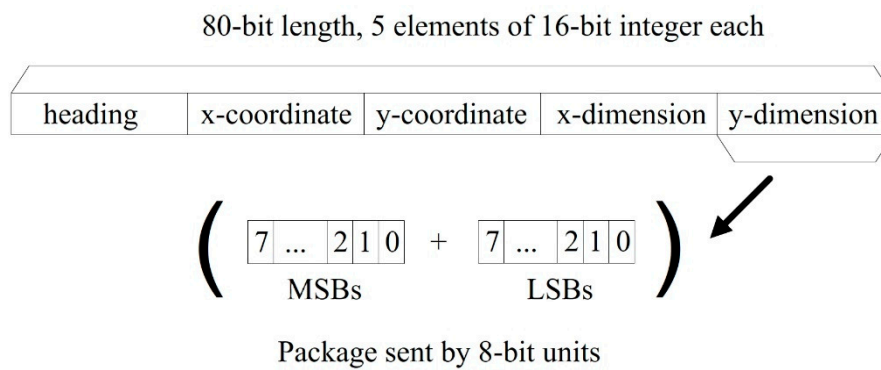 80-bit length, 5 elements of 16-bit integer each
heading x-coordinate y-coordinate x-dimension y-dimension
( 7 ... 2 1 0 + 7 ... 2 1 0 )
MSBs LSBs
Package sent by 8-bit units